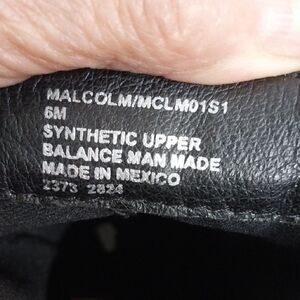 MALCOLM/MCLM01S1
6M
SYNTHETIC UPPER
BALANCE MAN MADE
MADE IN MEXICO
2373 2824